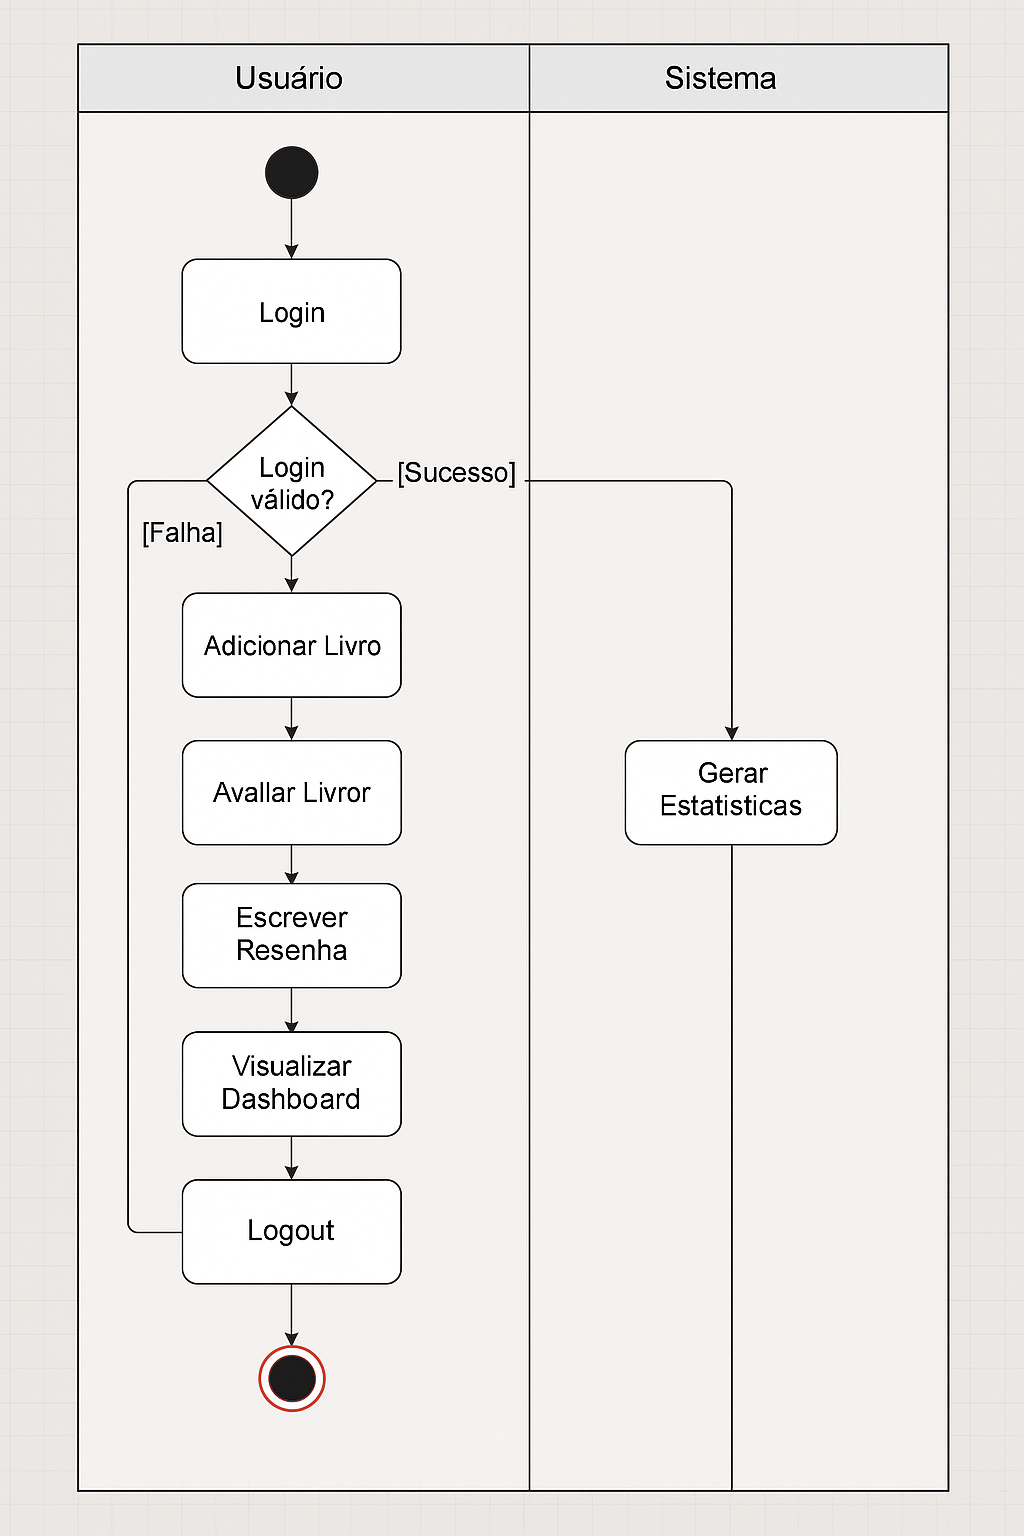 Usuário
Sistema
Login
Login
válido?
[Sucesso]
[Falha]
Adicionar Livro
Avallar Livror
Gerar
Estatisticas
Escrever
Resenha
Visualizar
Dashboard
Logout